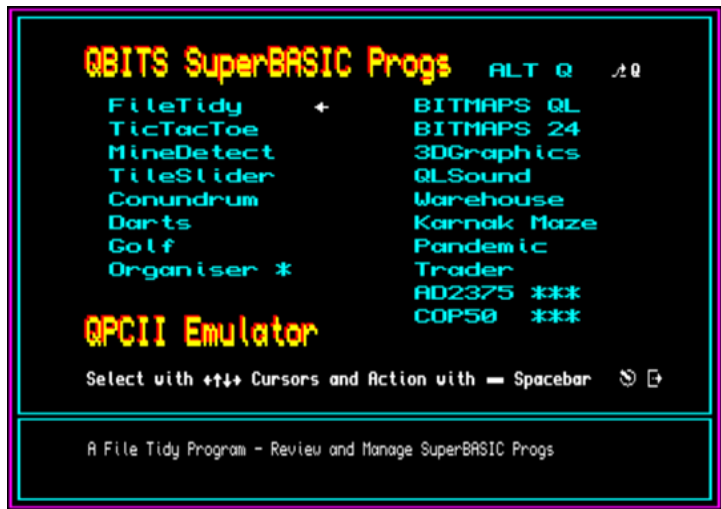 QBITS SuperBASIC Progs ALT Q Q
FileTidy ← BITMAPS QL
TicTacToe BITMAPS 24
MineDetect 3DGraphics
TileSlider QLSound
Conundrum Warehouse
Darts Karnak Maze
Golf Pandemic
Organiser * Trader
AD2375 ***
COP50 ***
QPCII Emulator
Select with ←↑↓→ Cursors and Action with ▬ Spacebar
A File Tidy Program - Review and Manage SuperBASIC Progs